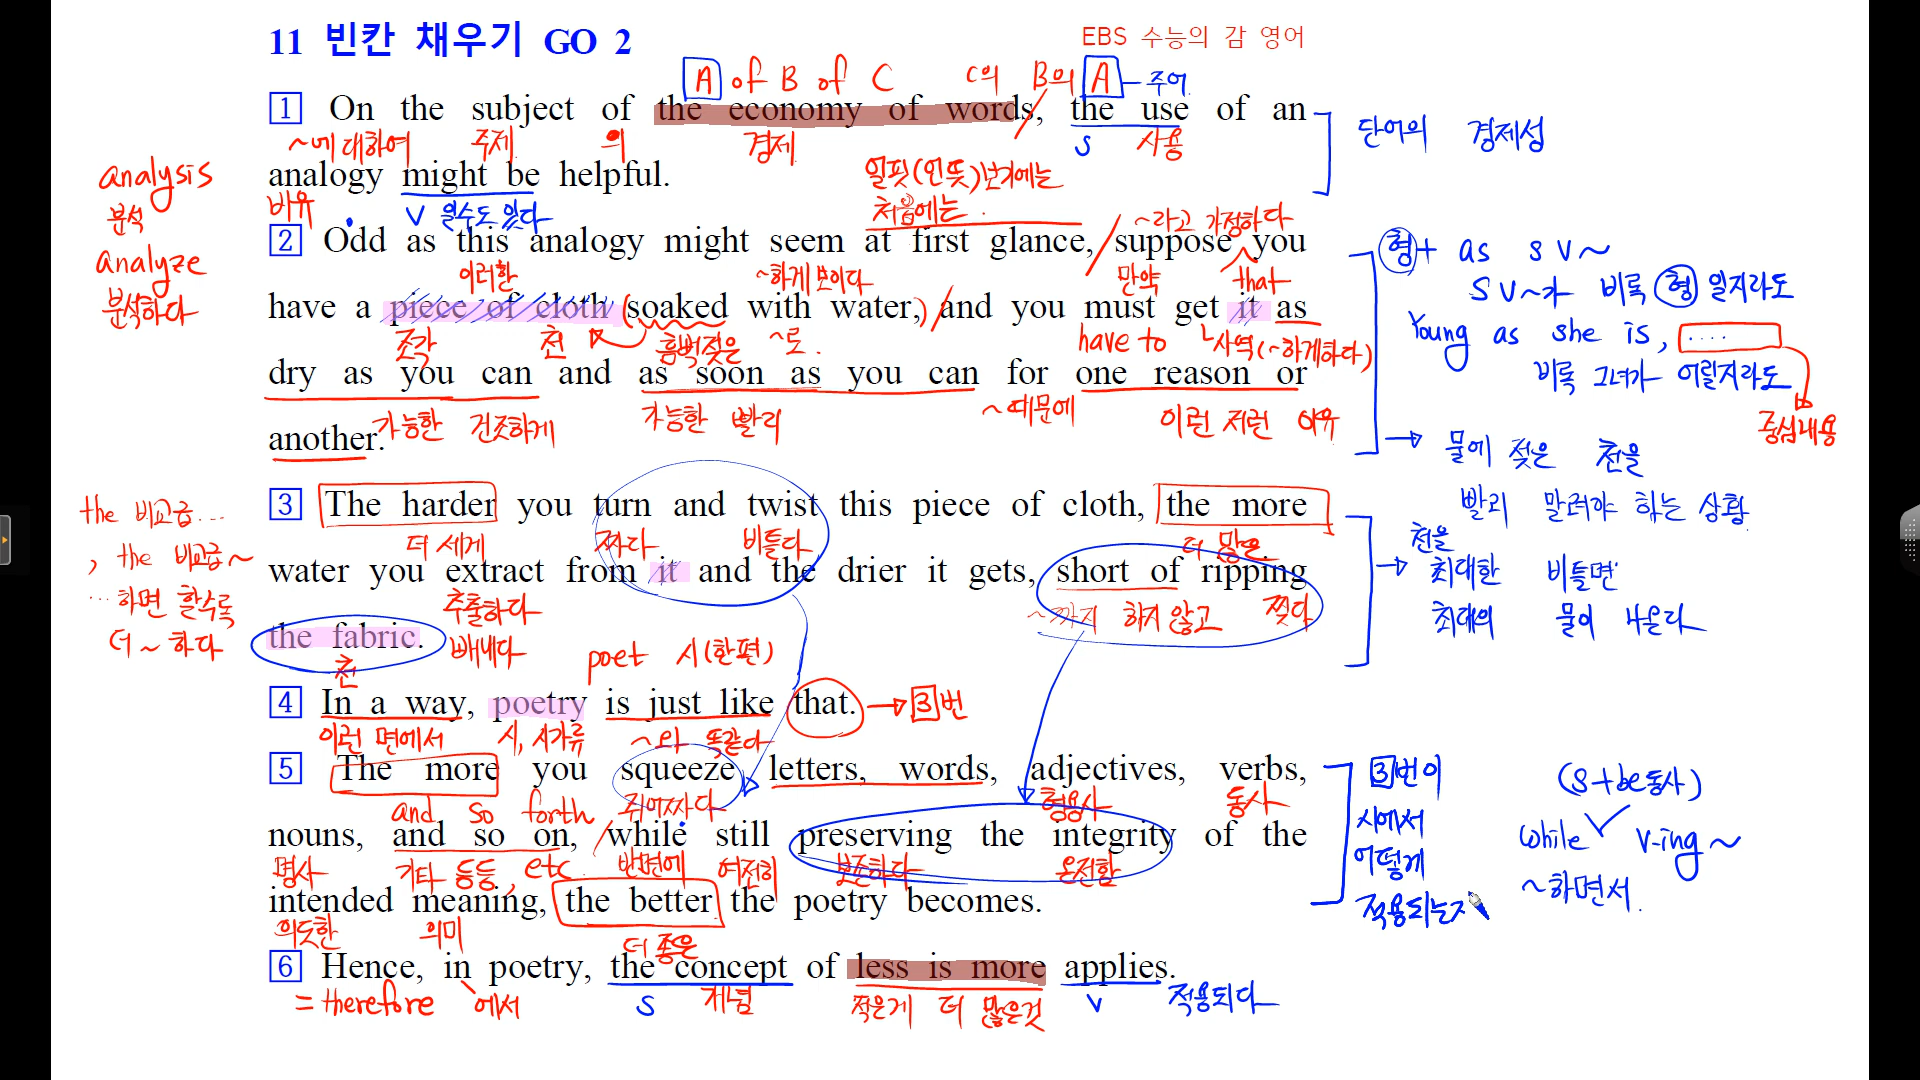 11 빈칸 채우기 GO 2
EBS 수능의 감 영어
A of B of C C의 B의 A 주어
1 On the subject of the economy of words, the use of an
~에 대하여 주제 의 경제 S 사용
단어의 경제성
analysis
분석
analyze
분석하다
analogy might be helpful.
비유 V 일수도 있다
일핏(언뜻)보기에는
처음에는
~라고 가정하다
2 Odd as this analogy might seem at first glance, suppose you
이러한 ~하게 보이다 만약 that
have a piece of cloth (soaked with water,) and you must get it as
조각 천 흠뻑젖은 ~로. have to 사역(~하게하다)
dry as you can and as soon as you can for one reason or
가능한 건조하게 가능한 빨리 ~때문에 이런 저런 이유
another.
형+ as S V~
S V~가 비록 형 일지라도
Young as she is, ....
비록 그녀가 어릴지라도
중심내용
물에 젖은 천을
빨리 말려야 하는 상황
3 The harder you turn and twist this piece of cloth, the more
더 세게 짜다 비틀다 더 많은
water you extract from it and the drier it gets, short of ripping
추출하다 ~까지 하지 않고 찢다
the fabric.
천 빼내다
the 비교급...
, the 비교급~
...하면 할수록
더 ~ 하다
천을
최대한 비틀면
최대의 물이 나온다
poet 시(한편)
4 In a way, poetry is just like that. 3번
이런 면에서 시, 시가류 ~와 똑같다
5 The more you squeeze letters, words, adjectives, verbs,
and so forth 쥐어짜다 형용사 동사
nouns, and so on, while still preserving the integrity of the
명사 기타 등등, etc 반면에 여전히 보존하다 온전함
intended meaning, the better the poetry becomes.
의도한 의미 더 좋은
3번이
시에서
어떻게
적용되는지
(S+be동사)
while V-ing ~
~하면서.
6 Hence, in poetry, the concept of less is more applies.
= therefore 에서 S 개념 적은게 더 많은것 V 적용되다